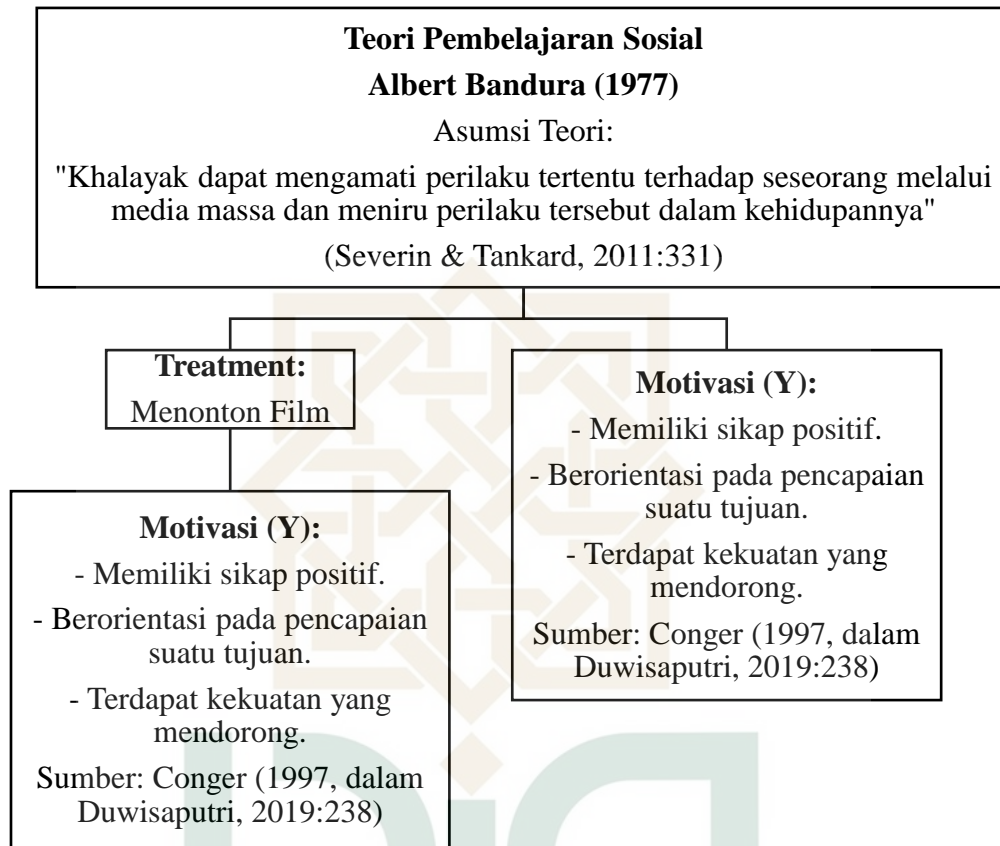 Teori Pembelajaran Sosial
Albert Bandura (1977)
Asumsi Teori:
"Khalayak dapat mengamati perilaku tertentu terhadap seseorang melalui
media massa dan meniru perilaku tersebut dalam kehidupannya"
(Severin & Tankard, 2011:331)
Treatment:
Menonton Film
Motivasi (Y):
- Memiliki sikap positif.
- Berorientasi pada pencapaian
suatu tujuan.
- Terdapat kekuatan yang
mendorong.
Sumber: Conger (1997, dalam
Duwisaputri, 2019:238)
Motivasi (Y):
- Memiliki sikap positif.
- Berorientasi pada pencapaian
suatu tujuan.
- Terdapat kekuatan yang
mendorong.
Sumber: Conger (1997, dalam
Duwisaputri, 2019:238)